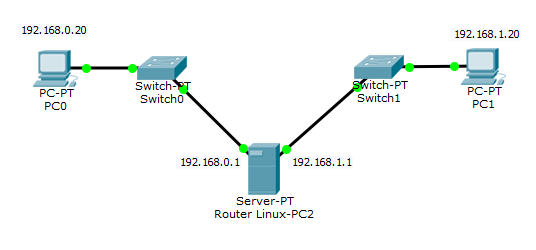 192.168.0.20
PC-PT
PC0
Switch-PT
Switch0
192.168.1.20
Switch-PT
Switch1
PC-PT
PC1
192.168.0.1
192.168.1.1
Server-PT
Router Linux-PC2